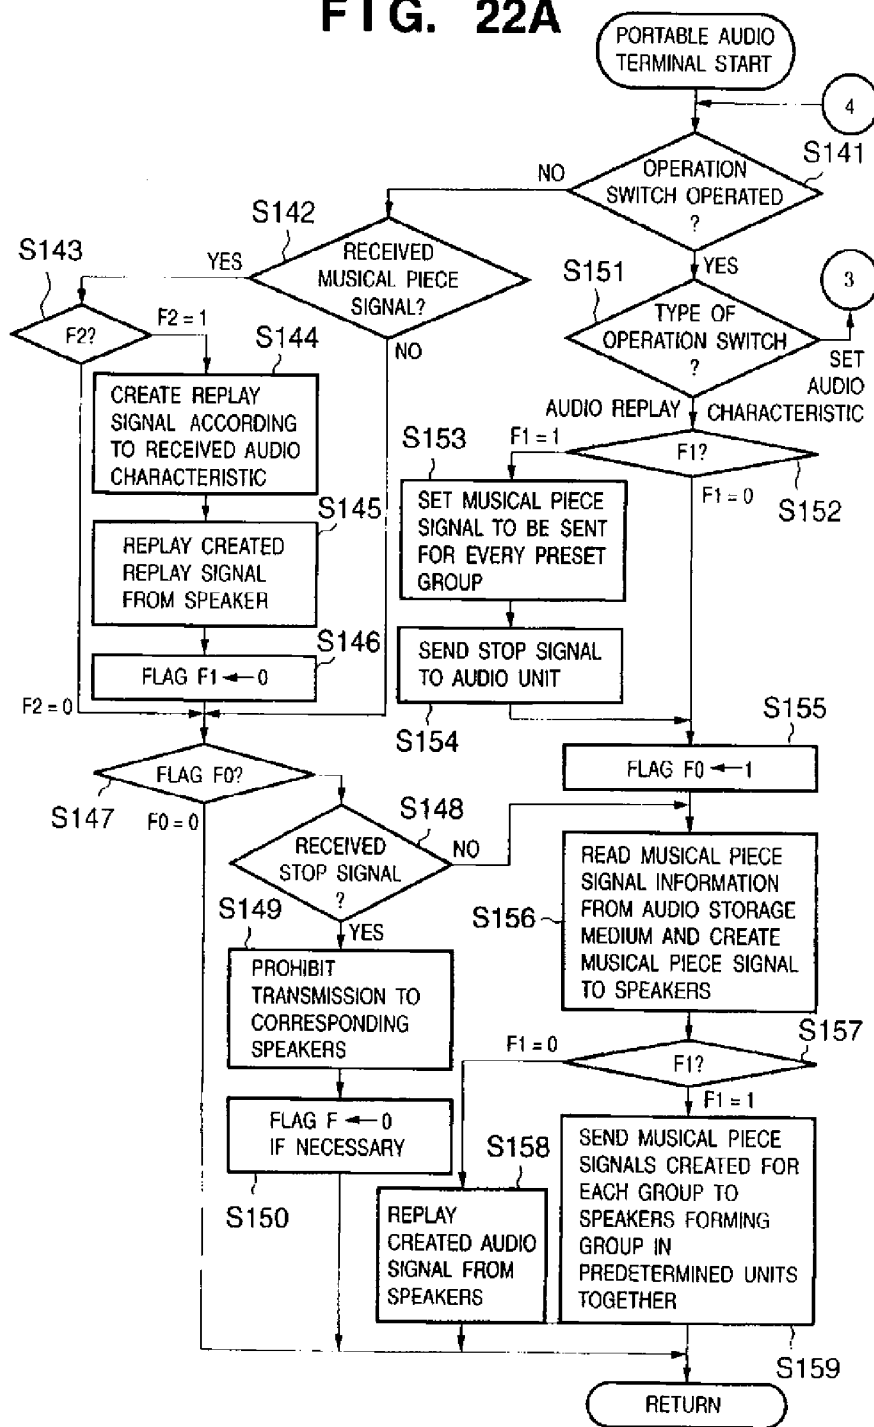 FIG. 22A
PORTABLE AUDIO
TERMINAL START
4
S141
OPERATION
SWITCH OPERATED
?
NO
YES
S142
RECEIVED
MUSICAL PIECE
SIGNAL?
YES
NO
S143
F2?
F2=1
F2=0
S144
CREATE REPLAY
SIGNAL ACCORDING
TO RECEIVED AUDIO
CHARACTERISTIC
S145
REPLAY CREATED
REPLAY SIGNAL
FROM SPEAKER
S146
FLAG F1 ← 0
S151
TYPE OF
OPERATION SWITCH
?
3
SET
AUDIO
CHARACTERISTIC
AUDIO REPLAY
F1?
F1=1
F1=0
S152
S153
SET MUSICAL PIECE
SIGNAL TO BE SENT
FOR EVERY PRESET
GROUP
SEND STOP SIGNAL
TO AUDIO UNIT
S154
S155
FLAG F0 ← 1
FLAG F0?
S147
F0=0
S148
RECEIVED
STOP SIGNAL
?
NO
YES
S149
PROHIBIT
TRANSMISSION TO
CORRESPONDING
SPEAKERS
FLAG F ← 0
IF NECESSARY
S150
S156
READ MUSICAL PIECE
SIGNAL INFORMATION
FROM AUDIO STORAGE
MEDIUM AND CREATE
MUSICAL PIECE SIGNAL
TO SPEAKERS
S157
F1?
F1=0
F1=1
S158
REPLAY
CREATED AUDIO
SIGNAL FROM
SPEAKERS
SEND MUSICAL PIECE
SIGNALS CREATED FOR
EACH GROUP TO
SPEAKERS FORMING
GROUP IN
PREDETERMINED UNITS
TOGETHER
S159
RETURN